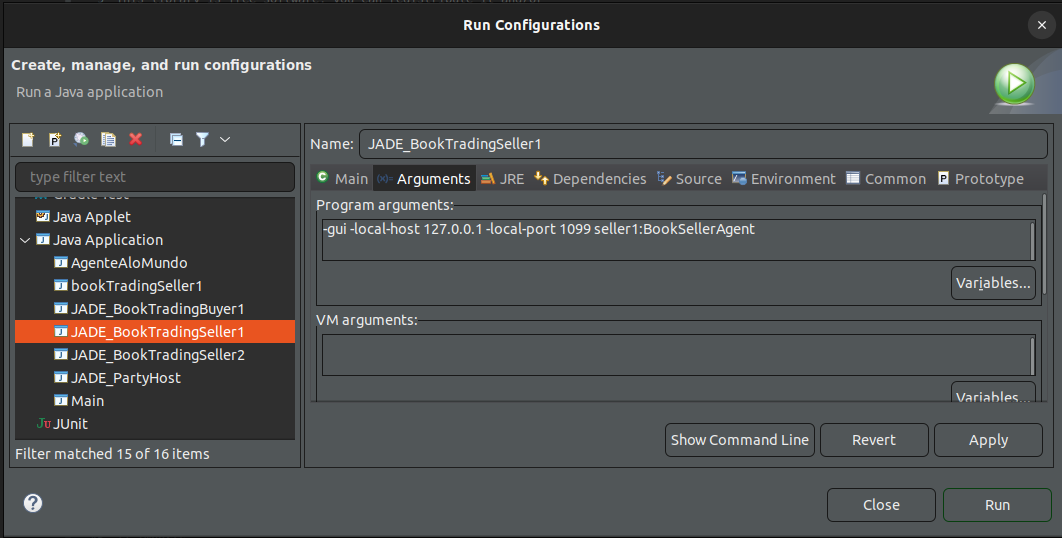 Run Configurations
Create, manage, and run configurations
Run a Java application
Name: JADE_BookTradingSeller1
type filter text
Main Arguments JRE Dependencies Source Environment Common Prototype
Java Applet
Java Application
AgenteAloMundo
bookTradingSeller1
JADE_BookTradingBuyer1
JADE_BookTradingSeller1
JADE_BookTradingSeller2
JADE_PartyHost
Main
JUnit
Filter matched 15 of 16 items
Program arguments:
-gui -local-host 127.0.0.1 -local-port 1099 seller1:BookSellerAgent
Variables...
VM arguments:
Variables...
Show Command Line Revert Apply
Close Run